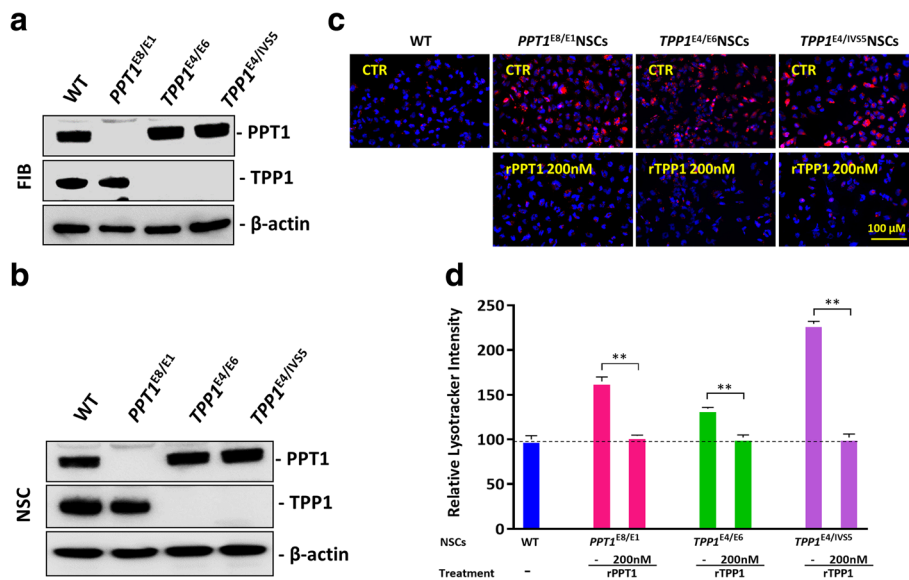 a
WT
PPT1E8/E1
TPP1E4/E6
TPP1E4/IVS5
FIB
- PPT1
- TPP1
- β-actin
b
WT
PPT1E8/E1
TPP1E4/E6
TPP1E4/IVS5
NSC
- PPT1
- TPP1
- β-actin
c
WT PPT1E8/E1NSCs TPP1E4/E6NSCs TPP1E4/IVS5NSCs
CTR CTR CTR CTR
rPPT1 200nM rTPP1 200nM rTPP1 200nM
100 µM
d
Relative Lysotracker Intensity
250
200
150
100
50
0
** ** **
NSCs WT PPT1E8/E1 TPP1E4/E6 TPP1E4/IVS5
- 200nM - 200nM - 200nM
Treatment - rPPT1 rTPP1 rTPP1